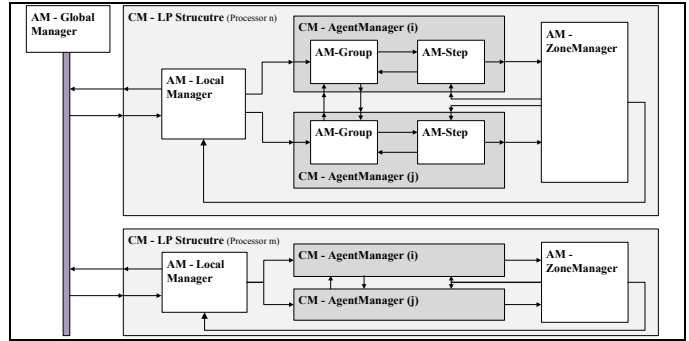 AM - Global
Manager
CM - LP Strucutre (Processor n)
AM - Local
Manager
CM - AgentManager (i)
AM-Group
AM-Step
AM-Group
AM-Step
CM - AgentManager (j)
AM -
ZoneManager
CM - LP Strucutre (Processor m)
AM - Local
Manager
CM - AgentManager (i)
CM - AgentManager (j)
AM -
ZoneManager